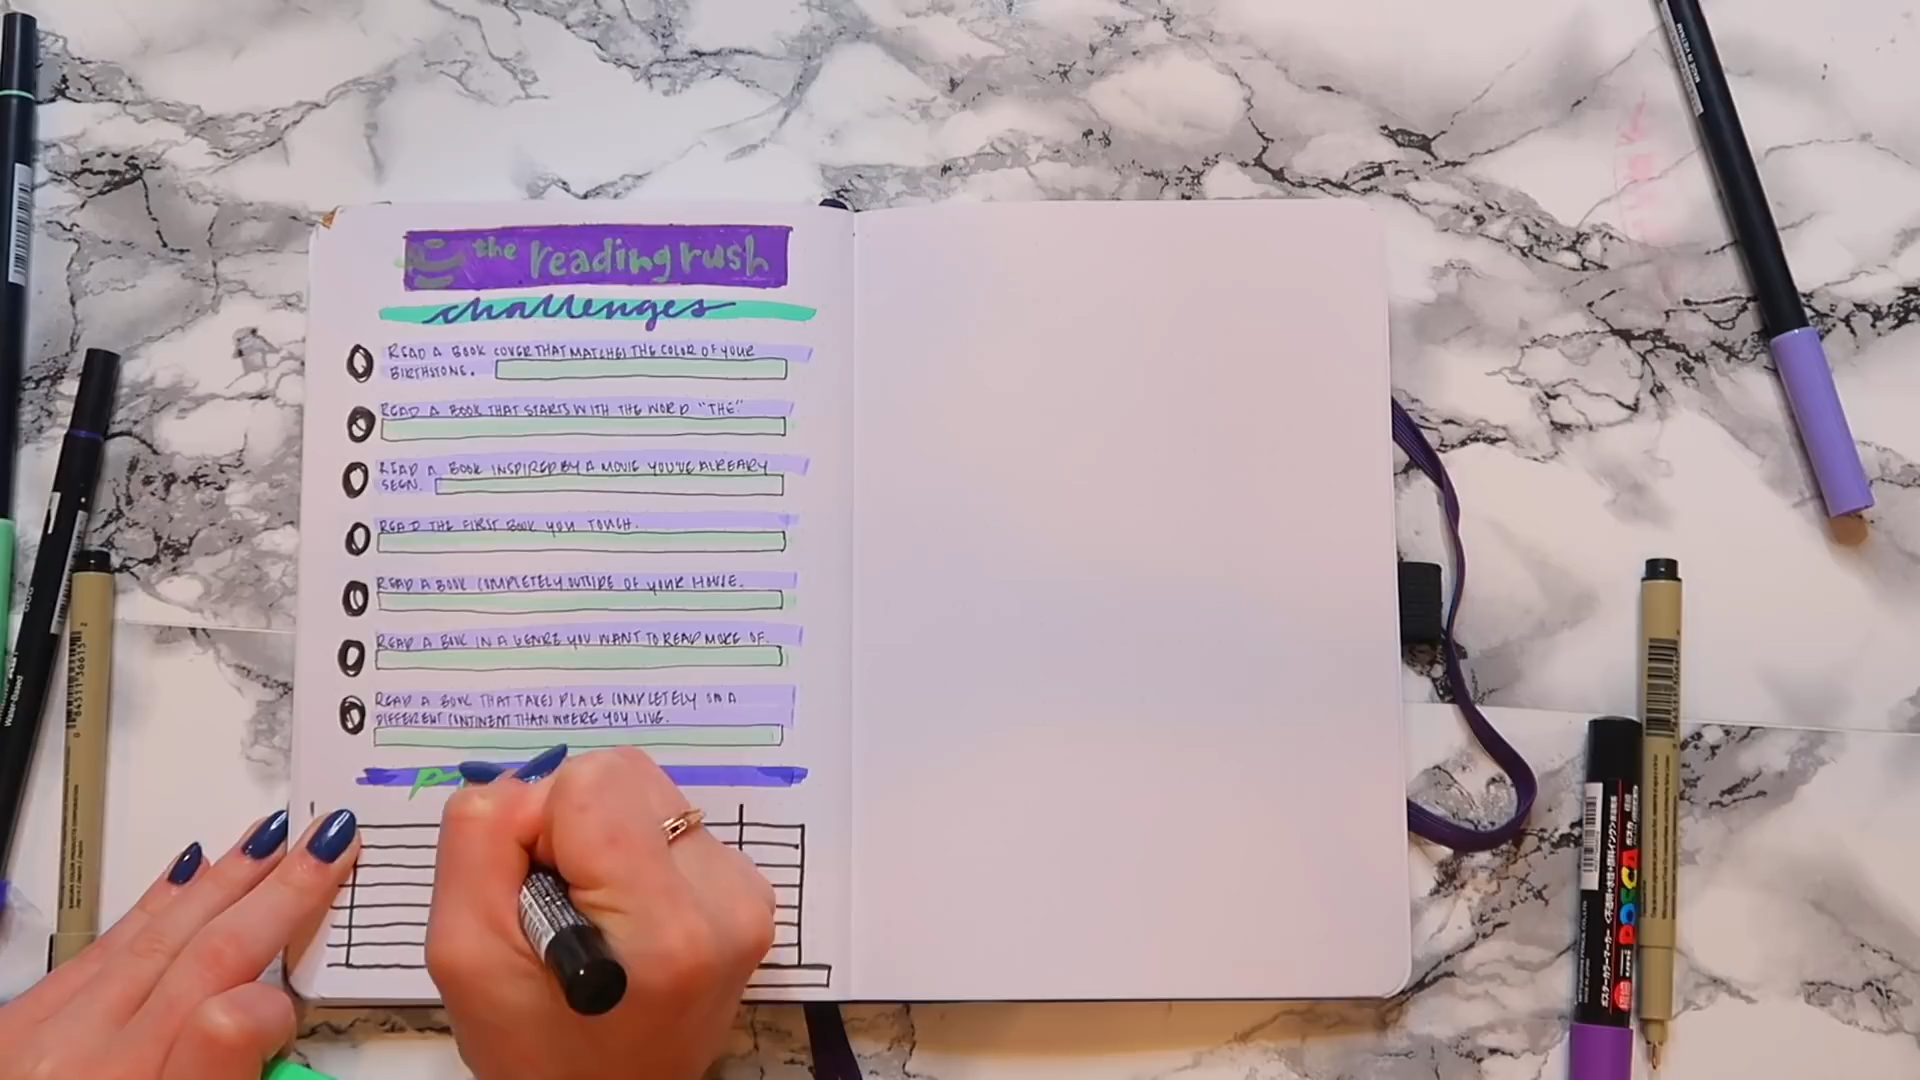 the reading rush
challenges
READ A BOOK COVER THAT MATCHES THE COLOR OF YOUR
BIRTHSTONE.
READ A BOOK THAT STARTS WITH THE WORD "THE."
READ A BOOK INSPIRED BY A MOVIE YOU'VE ALREADY
SEEN.
READ THE FIRST BOOK YOU TOUCH.
READ A BOOK COMPLETELY OUTSIDE OF YOUR HOUSE.
READ A BOOK IN A GENRE YOU WANT TO READ MORE OF.
READ A BOOK THAT TAKES PLACE COMPLETELY ON A
DIFFERENT CONTINENT THAN WHERE YOU LIVE.
POSCA